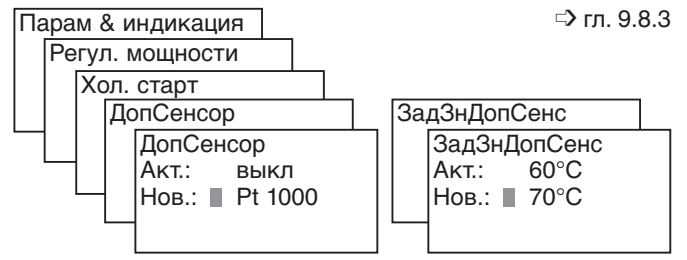 Парам & индикация
⇨ гл. 9.8.3
Регул. мощности
Хол. старт
ДопСенсор
ЗадЗнДопСенс
ДопСенсор
Акт.: выкл
Нов.: Pt 1000
ЗадЗнДопСенс
Акт.: 60°C
Нов.: 70°C